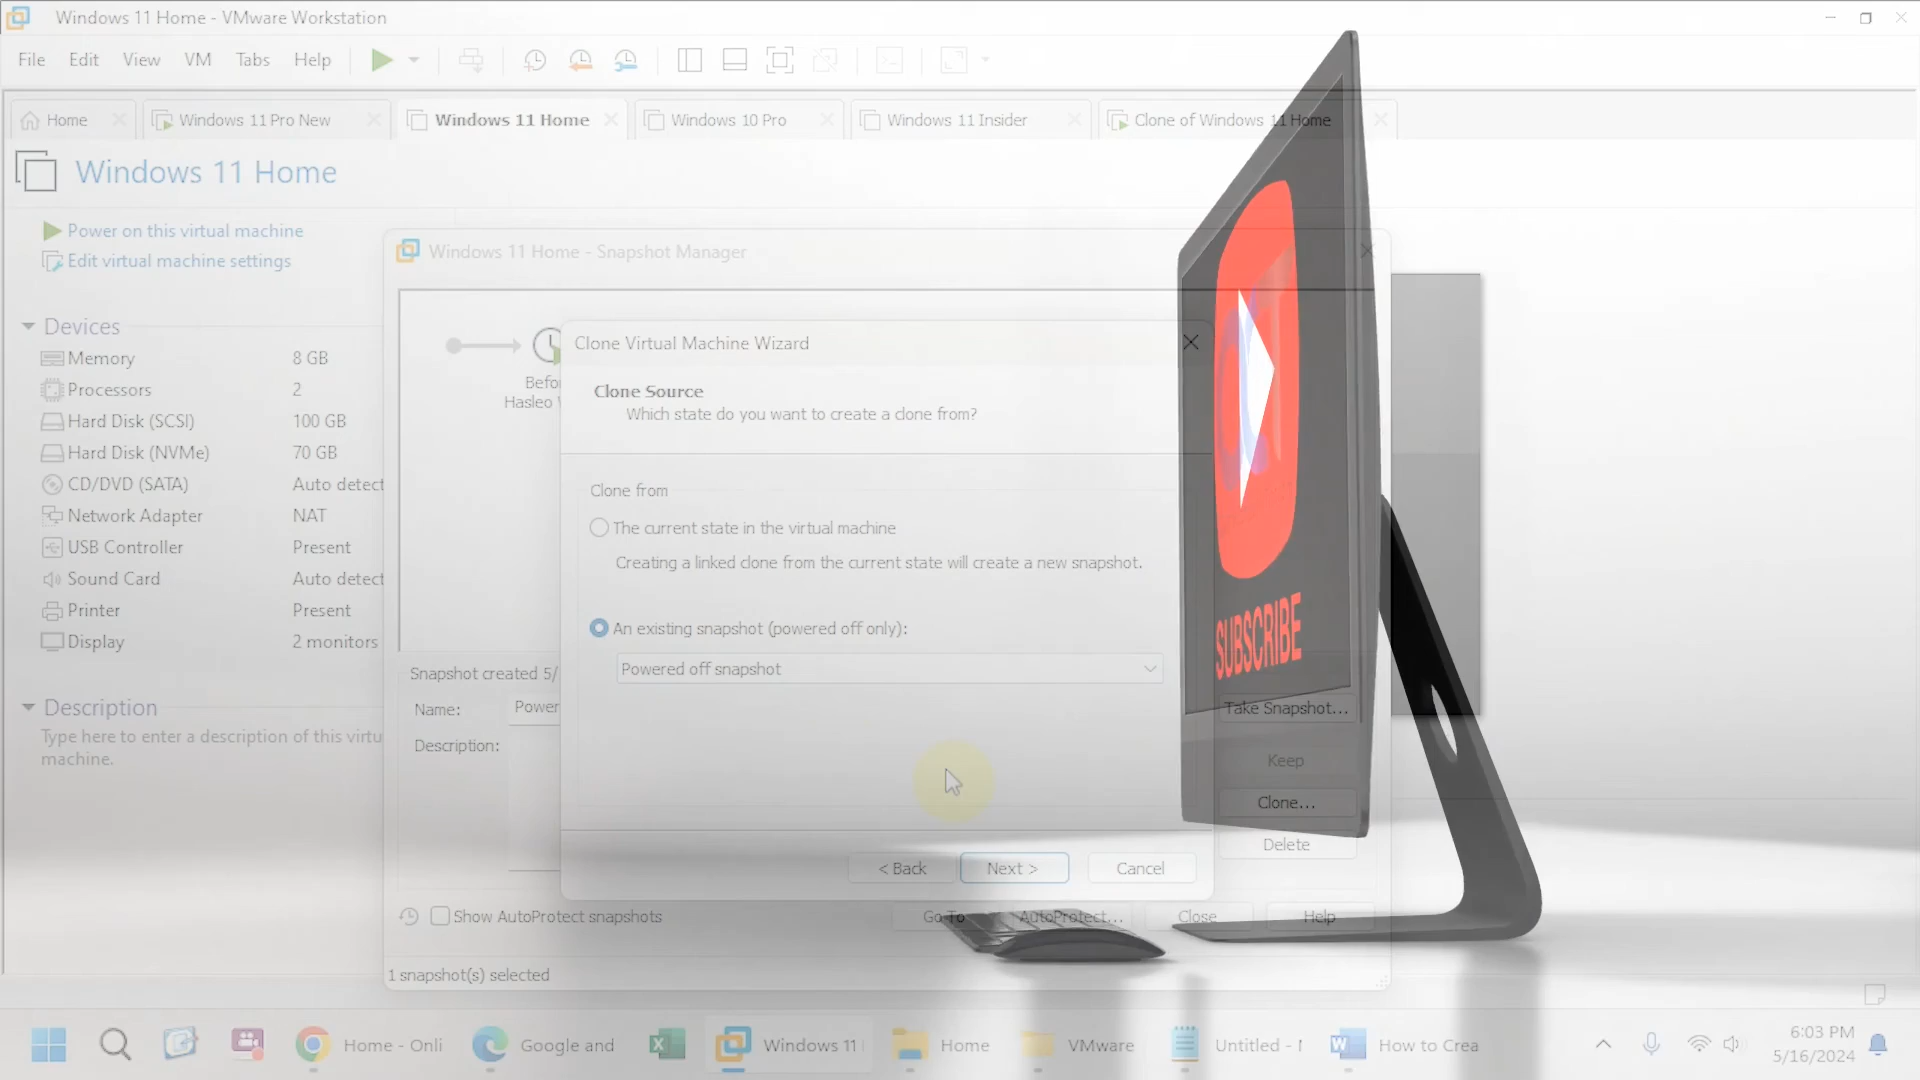 Windows 11 Home - VMware Workstation
File Edit View VM Tabs Help
Home
Windows 11 Pro New
Windows 11 Home
Windows 10 Pro
Windows 11 Insider
Clone of Windows 11 Home
Windows 11 Home
Power on this virtual machine
Edit virtual machine settings
Devices
Memory 8 GB
Processors 2
Hard Disk (SCSI) 100 GB
Hard Disk (NVMe) 70 GB
CD/DVD (SATA) Auto detect
Network Adapter NAT
USB Controller Present
Sound Card Auto detect
Printer Present
Display 2 monitors
Description
Type here to enter a description of this virtu
machine.
Windows 11 Home - Snapshot Manager
Befo
Hasleo
Snapshot created 5/
Name: Power
Description:
Clone Virtual Machine Wizard
Clone Source
Which state do you want to create a clone from?
Clone from
The current state in the virtual machine
Creating a linked clone from the current state will create a new snapshot.
An existing snapshot (powered off only):
Powered off snapshot
< Back Next > Cancel
SUBSCRIBE
Take Snapshot...
Keep
Clone...
Delete
Show AutoProtect snapshots
Go To AutoProtect... Close Help
1 snapshot(s) selected
Home - Onli
Google and
Windows 11
Home
VMware
Untitled -
How to Crea
6:03 PM
5/16/2024